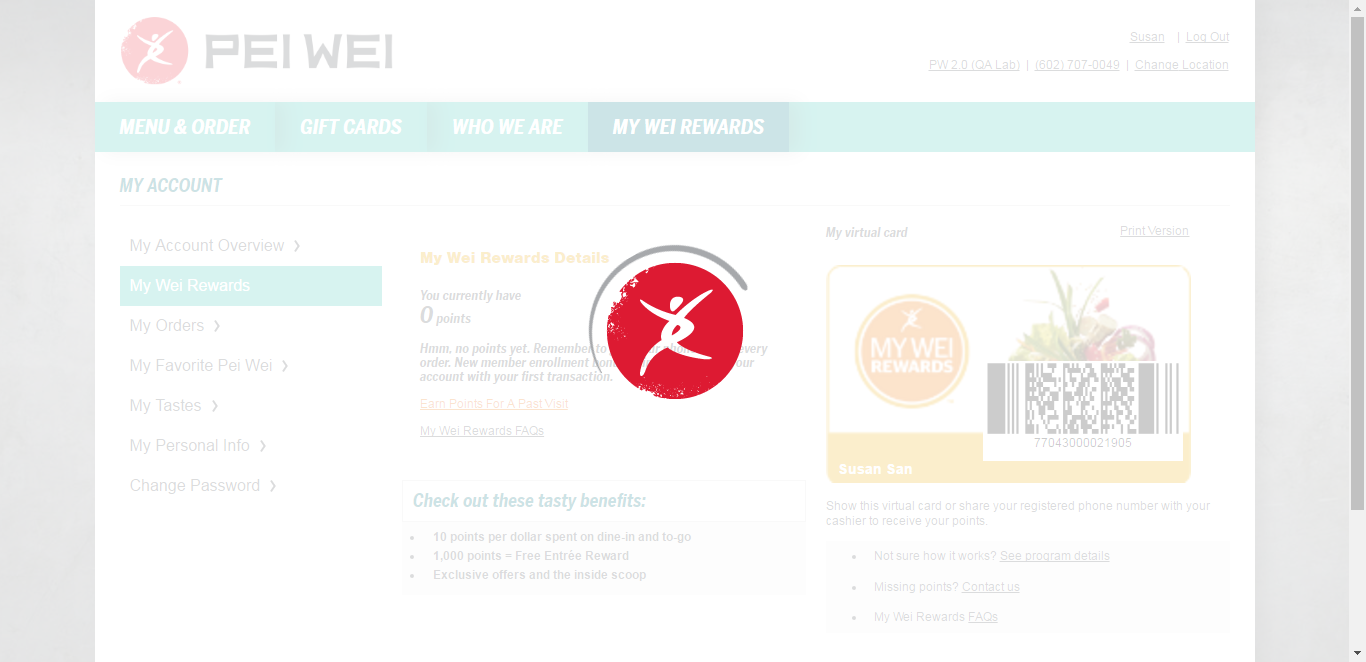 PEI WEI
Susan | Log Out
PW 2.0 (QA Lab) | (602) 707-0049 | Change Location
MENU & ORDER
GIFT CARDS
WHO WE ARE
MY WEI REWARDS
MY ACCOUNT
My Account Overview
My Wei Rewards
My Orders
My Favorite Pei Wei
My Tastes
My Personal Info
Change Password
My Wei Rewards Details
You currently have
0 points
Hmm, no points yet. Remember to every
order. New member enrollment your
account with your first transaction.
Earn Points For A Past Visit
My Wei Rewards FAQs
Check out these tasty benefits:
• 10 points per dollar spent on dine-in and to-go
• 1,000 points = Free Entrèe Reward
• Exclusive offers and the inside scoop
My virtual card
Print Version
MY WEI
REWARDS
77043000021905
Susan San
Show this virtual card or share your registered phone number with your
cashier to receive your points.
• Not sure how it works? See program details
• Missing points? Contact us
• My Wei Rewards FAQs